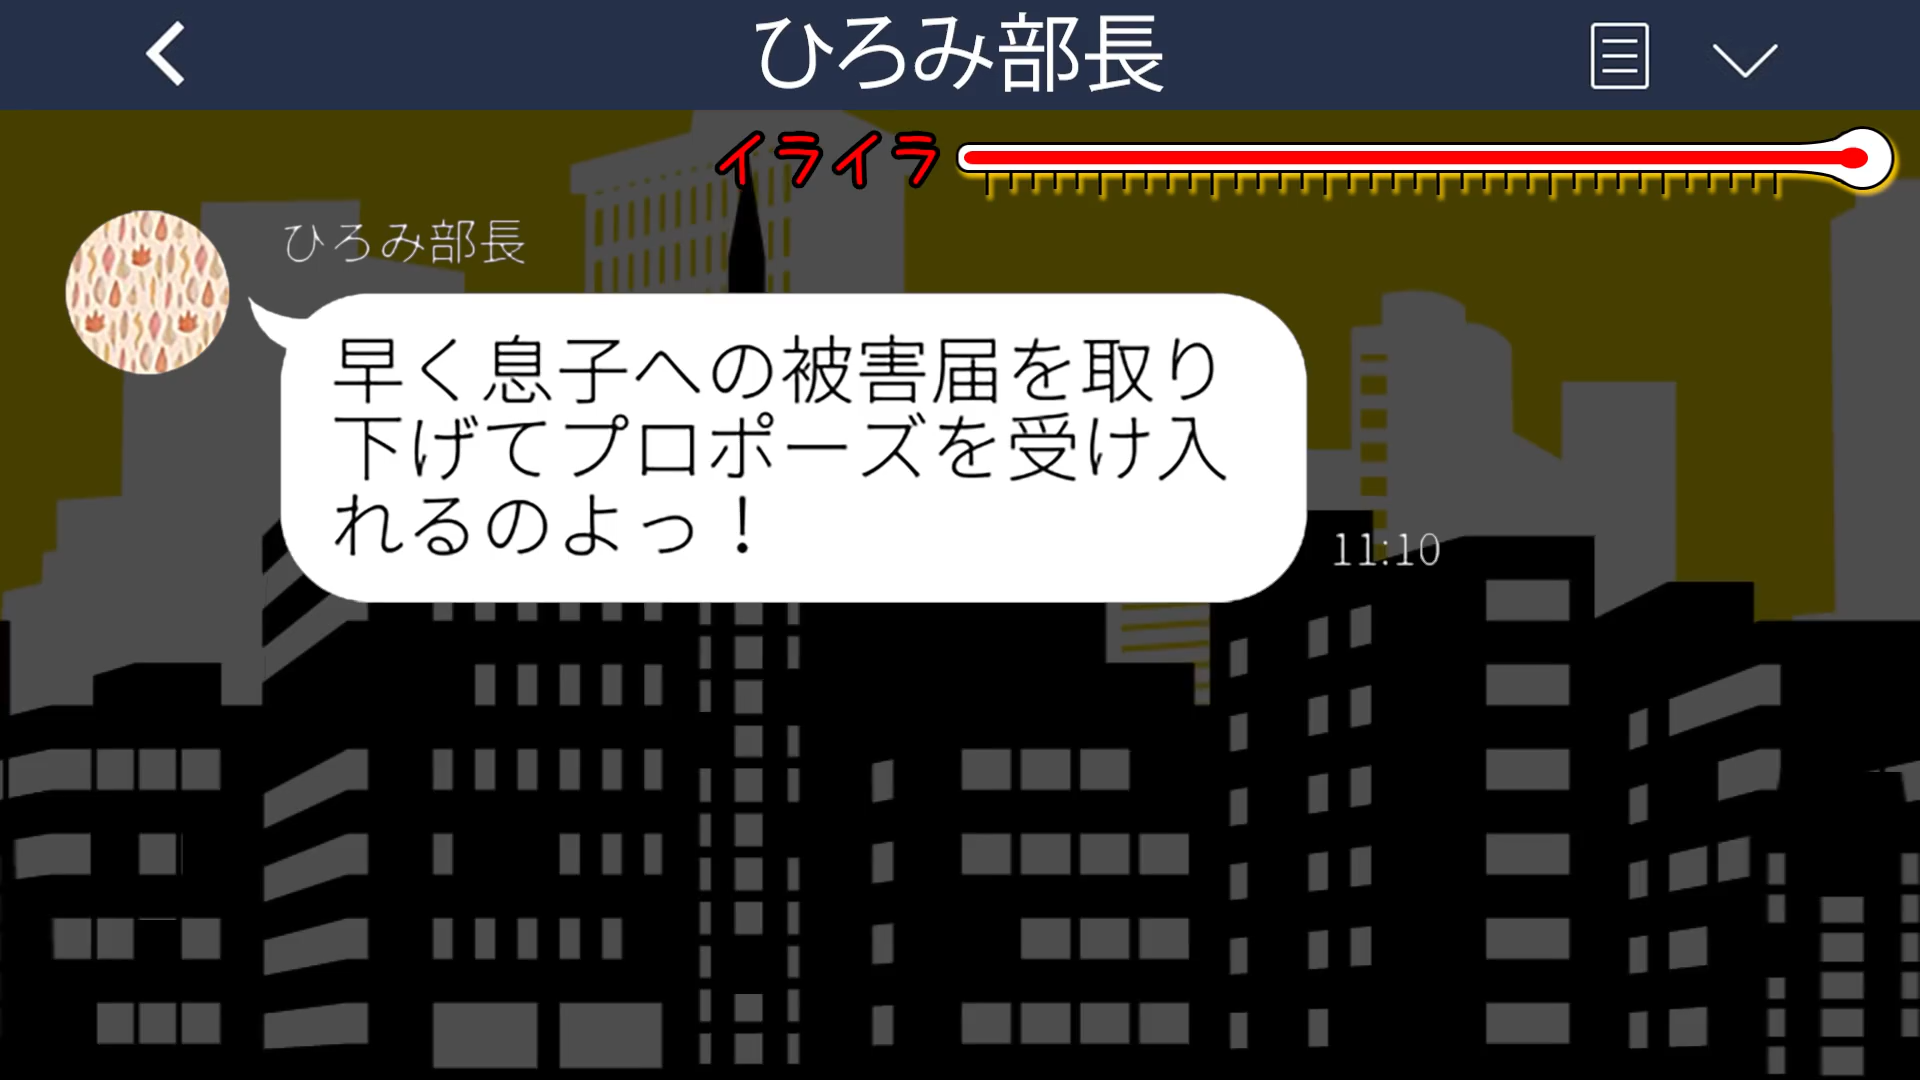 ひろみ部長
イライラ
ひろみ部長
早く息子への被害届を取り
下げてプロポーズを受け入
れるのよっ！
11:10